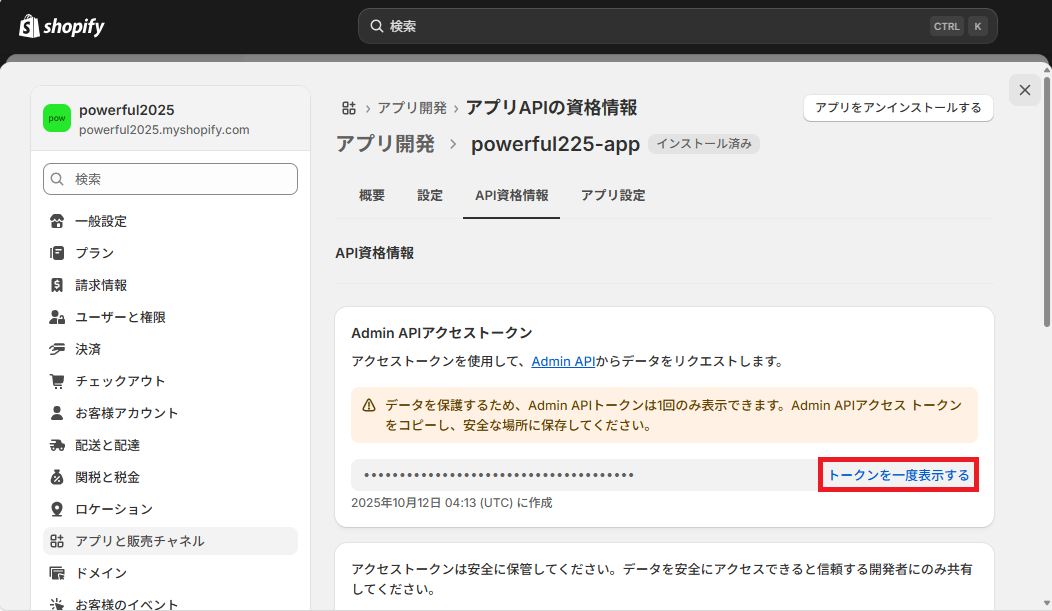 shopify
検索
CTRL K
pow
powerful2025
powerful2025.myshopify.com
検索
一般設定
プラン
請求情報
ユーザーと権限
決済
チェックアウト
お客様アカウント
配送と配達
関税と税金
ロケーション
アプリと販売チャネル
ドメイン
お客様のイベント
アプリ開発 › アプリAPIの資格情報
アプリをアンインストールする
アプリ開発 › powerful225-app インストール済み
概要 設定 API資格情報 アプリ設定
API資格情報
Admin APIアクセストークン
アクセストークンを使用して、Admin APIからデータをリクエストします。
データを保護するため、Admin APIトークンは1回のみ表示できます。Admin APIアクセス トークン
をコピーし、安全な場所に保存してください。
••••••••••••••••••••••••••••••••••••••
トークンを一度表示する
2025年10月12日 04:13 (UTC) に作成
アクセストークンは安全に保管してください。データを安全にアクセスできると信頼する開発者にのみ共有
してください。